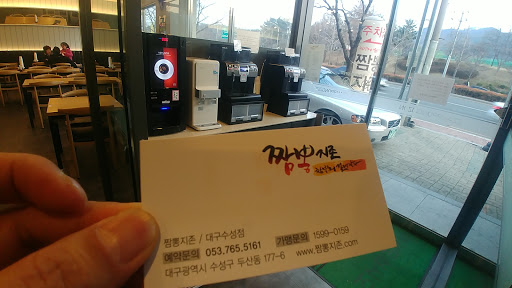 주차
짬뽕 지존
짬뽕지존 / 대구수성점
예약문의 053.765.5161 가맹문의 1599-0159
대구광역시 수성구 두산동 177-6 www.짬뽕지존.com